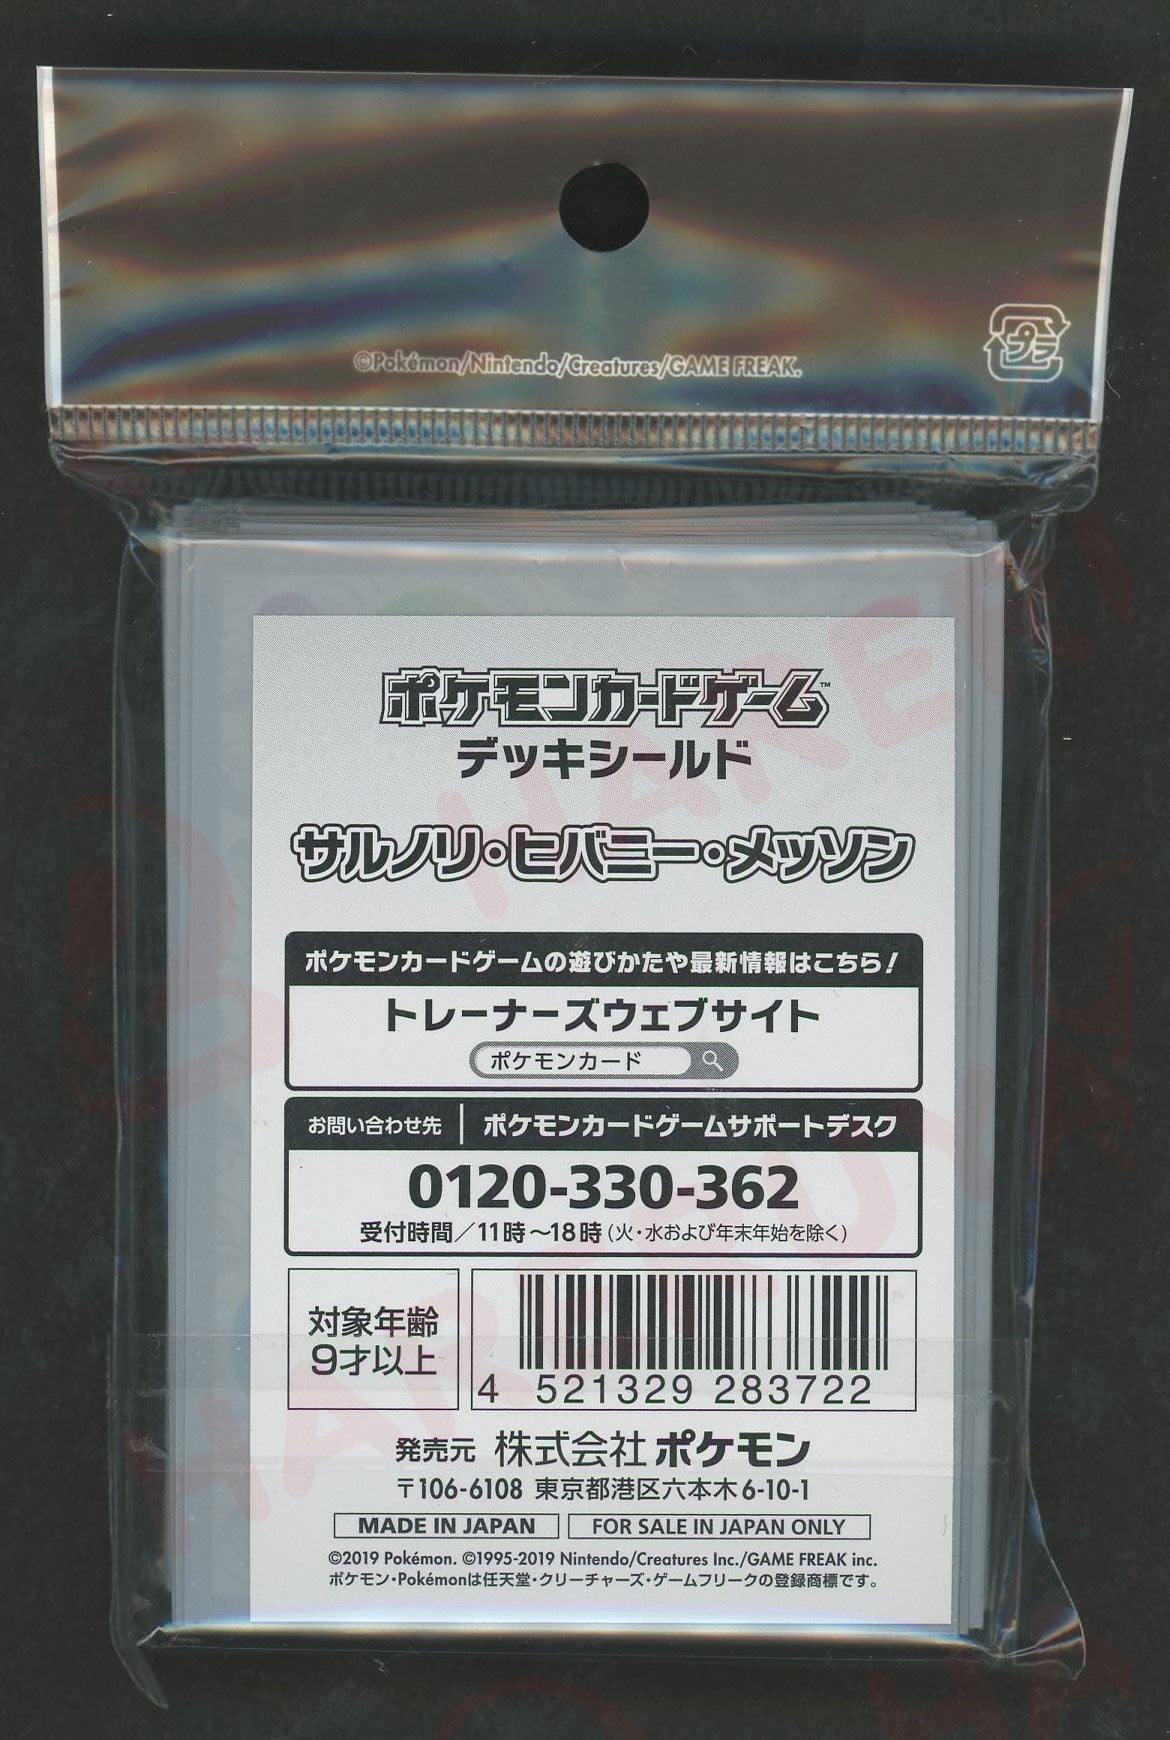 ©Pokémon/Nintendo/Creatures/GAME FREAK.
プラ
ポケモンカードゲーム™
デッキシールド
サルノリ・ヒバニー・メッソン
ポケモンカードゲームの遊びかたや最新情報はこちら!
トレーナーズウェブサイト
ポケモンカード
お問い合わせ先 ポケモンカードゲームサポートデスク
0120-330-362
受付時間/11時~18時(火・水および年末年始を除く)
対象年齢
9才以上
4 521329 283722
発売元 株式会社 ポケモン
〒106-6108 東京都港区六本木6-10-1
MADE IN JAPAN FOR SALE IN JAPAN ONLY
©2019 Pokémon. ©1995-2019 Nintendo/Creatures Inc./GAME FREAK inc.
ポケモン・Pokémonは任天堂・クリーチャーズ・ゲームフリークの登録商標です。